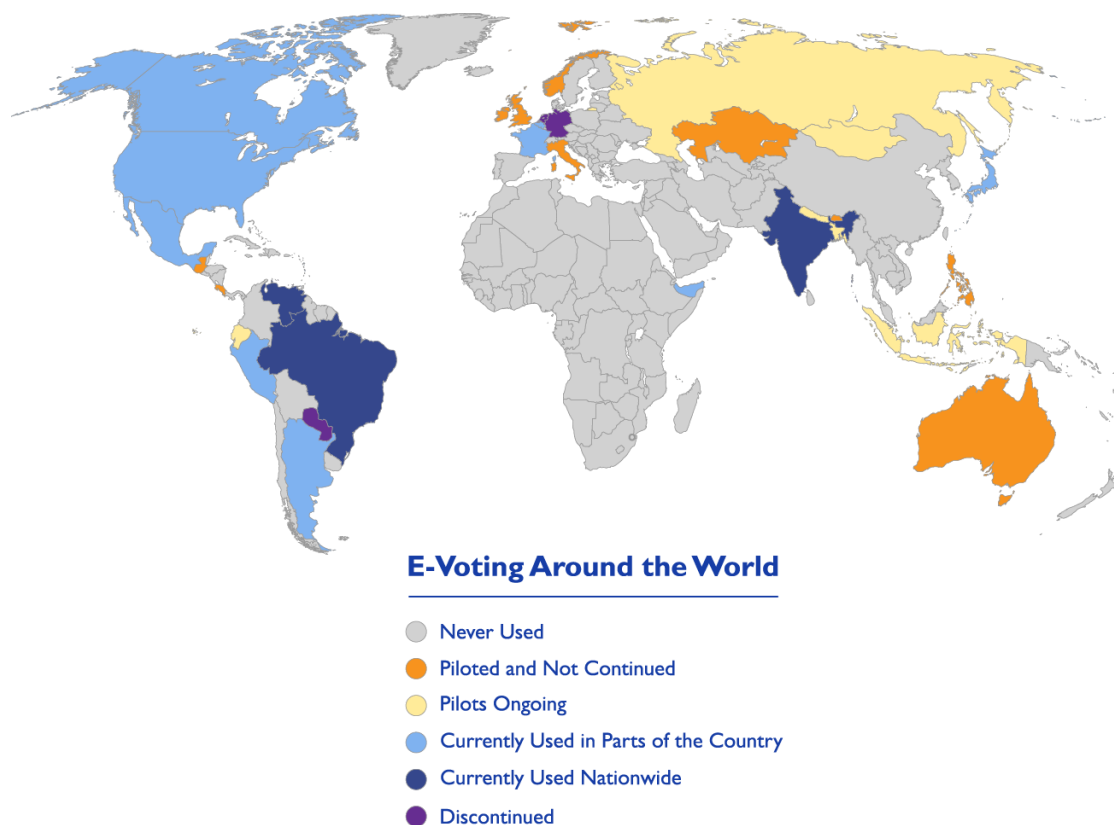 E-Voting Around the World
Never Used
Piloted and Not Continued
Pilots Ongoing
Currently Used in Parts of the Country
Currently Used Nationwide
Discontinued